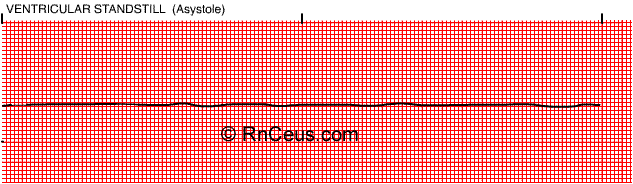 VENTRICULAR STANDSTILL (Asystole)
© RnCeus.com